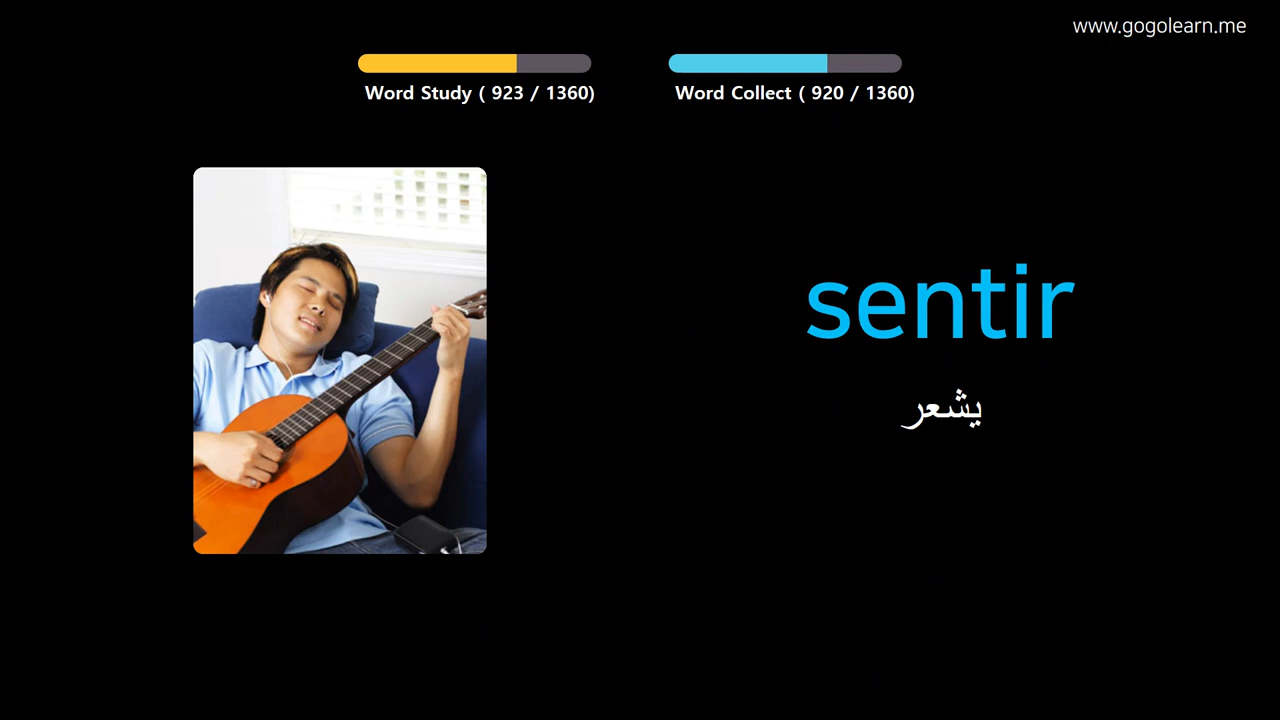 www.gogolearn.me
Word Study ( 923 / 1360)
Word Collect ( 920 / 1360)
sentir
يشعر